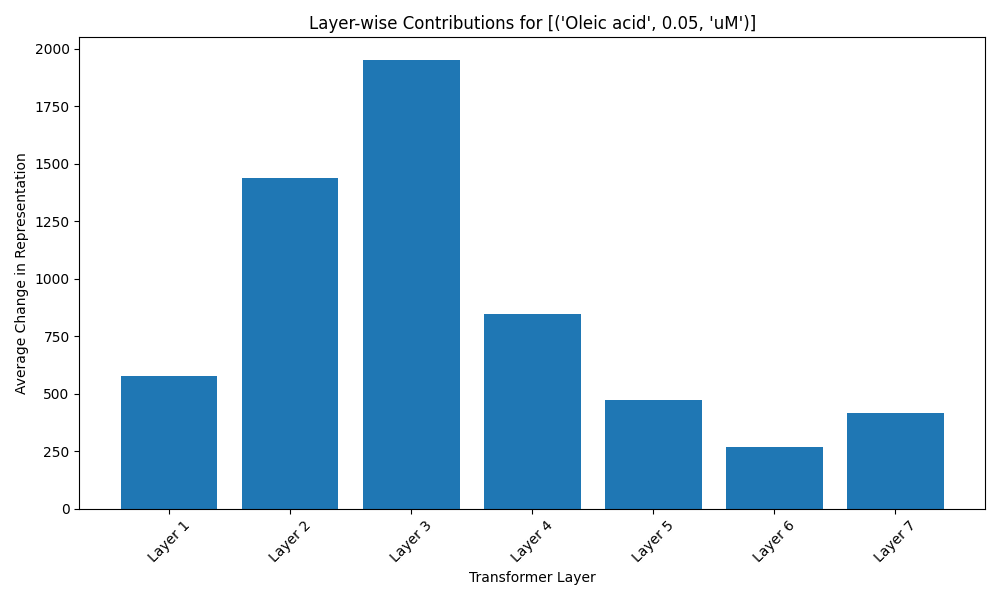 Layer-wise Contributions for [('Oleic acid', 0.05, 'uM')]
Average Change in Representation
2000
1750
1500
1250
1000
750
500
250
0
Layer 1
Layer 2
Layer 3
Layer 4
Layer 5
Layer 6
Layer 7
Transformer Layer